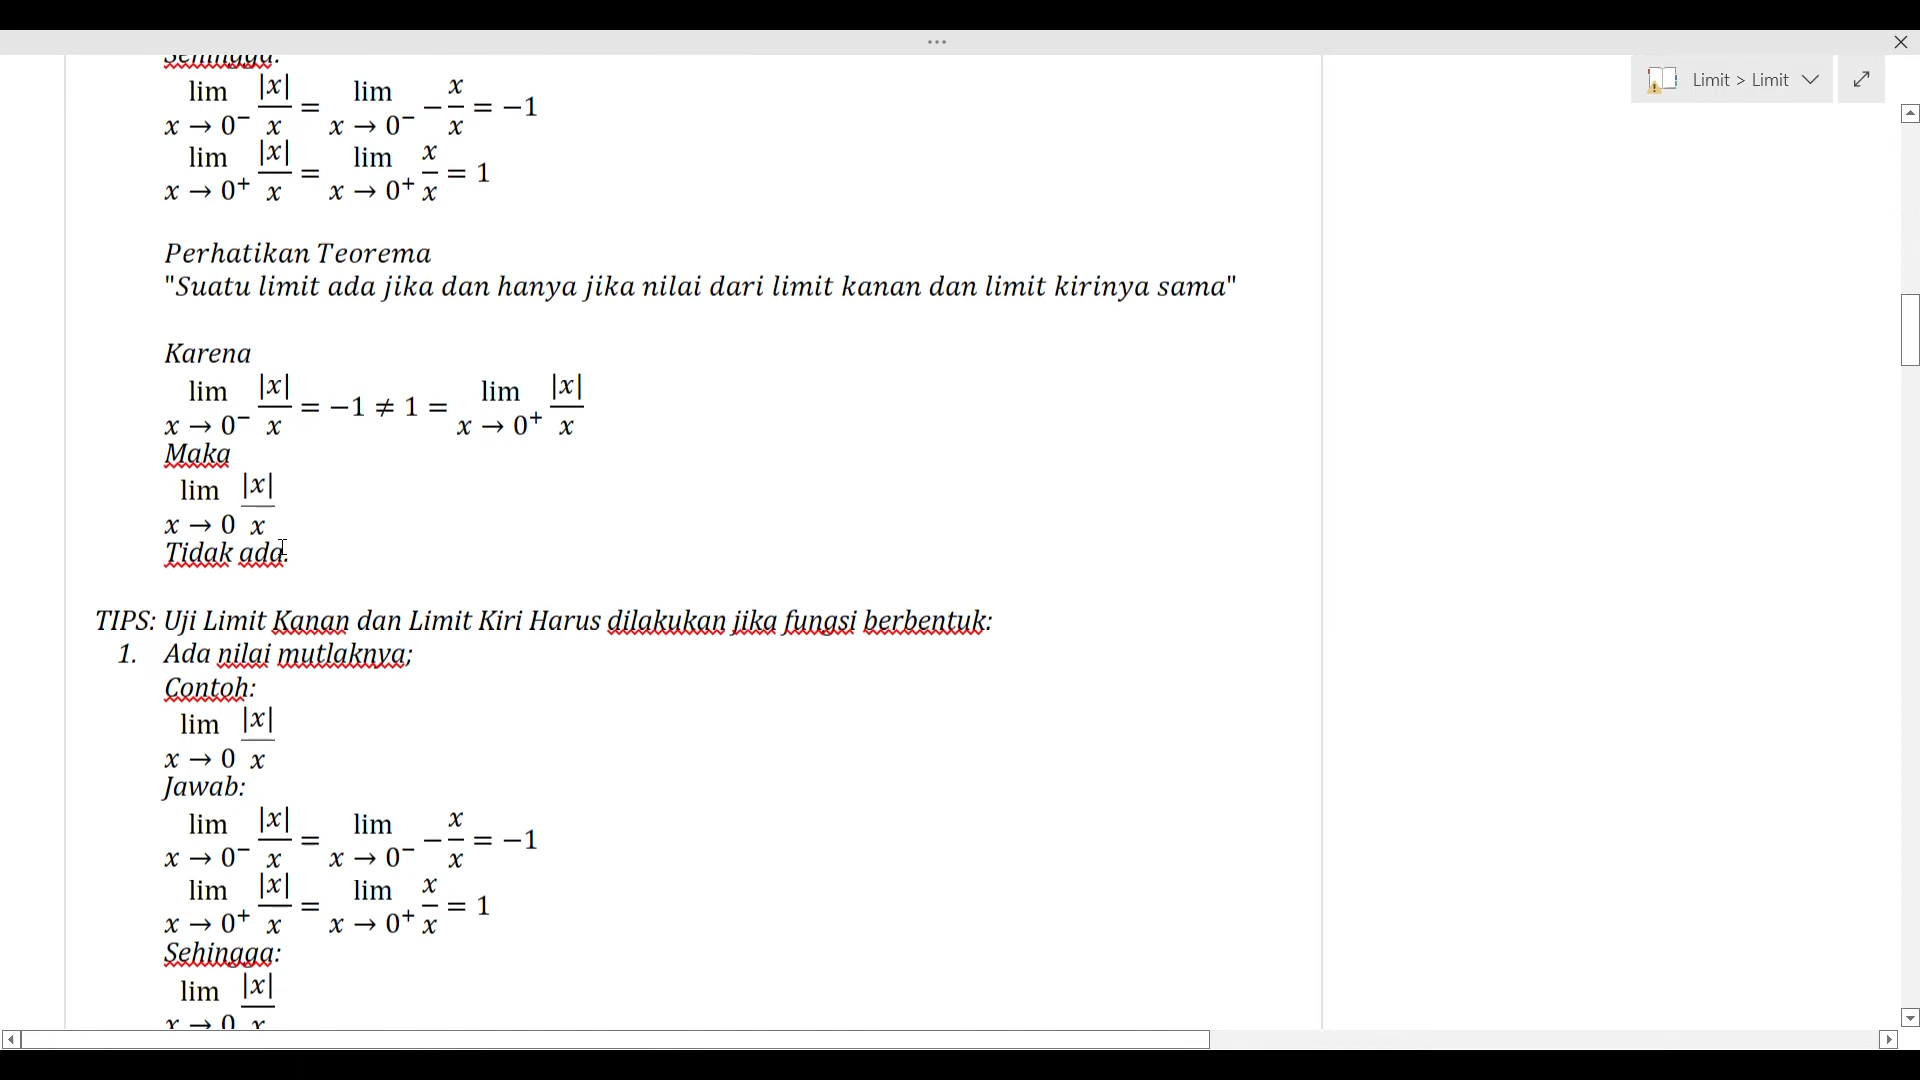 Limit > Limit
Sehingga:
lim x → 0⁻ |x|/x = lim x → 0⁻ −x/x = −1
lim x → 0⁺ |x|/x = lim x → 0⁺ x/x = 1
Perhatikan Teorema
"Suatu limit ada jika dan hanya jika nilai dari limit kanan dan limit kirinya sama"
Karena
lim x → 0⁻ |x|/x = −1 ≠ 1 = lim x → 0⁺ |x|/x
Maka
lim x → 0 |x|/x
Tidak ada.
TIPS: Uji Limit Kanan dan Limit Kiri Harus dilakukan jika fungsi berbentuk:
1. Ada nilai mutlaknya;
Contoh:
lim x → 0 |x|/x
Jawab:
lim x → 0⁻ |x|/x = lim x → 0⁻ −x/x = −1
lim x → 0⁺ |x|/x = lim x → 0⁺ x/x = 1
Sehingga:
lim x → 0 |x|/x